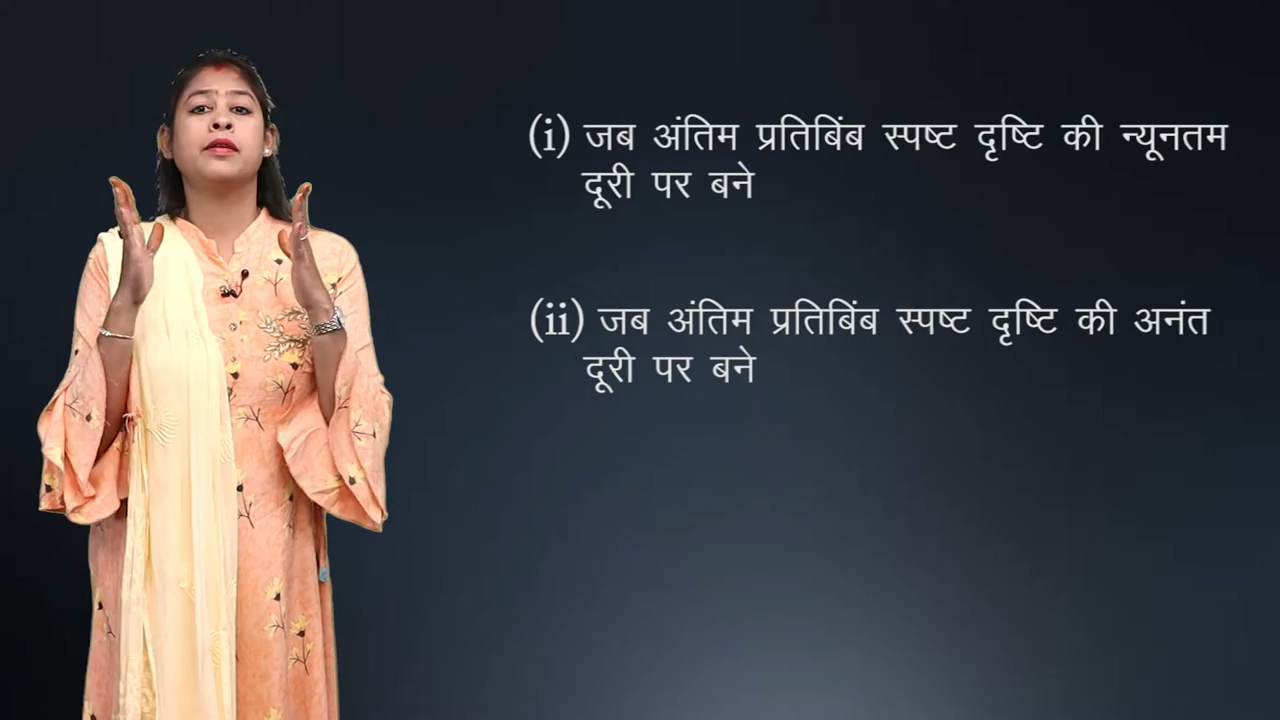 (i) जब अंतिम प्रतिबिंब स्पष्ट दृष्टि की न्यूनतम
दूरी पर बने
(ii) जब अंतिम प्रतिबिंब स्पष्ट दृष्टि की अनंत
दूरी पर बने